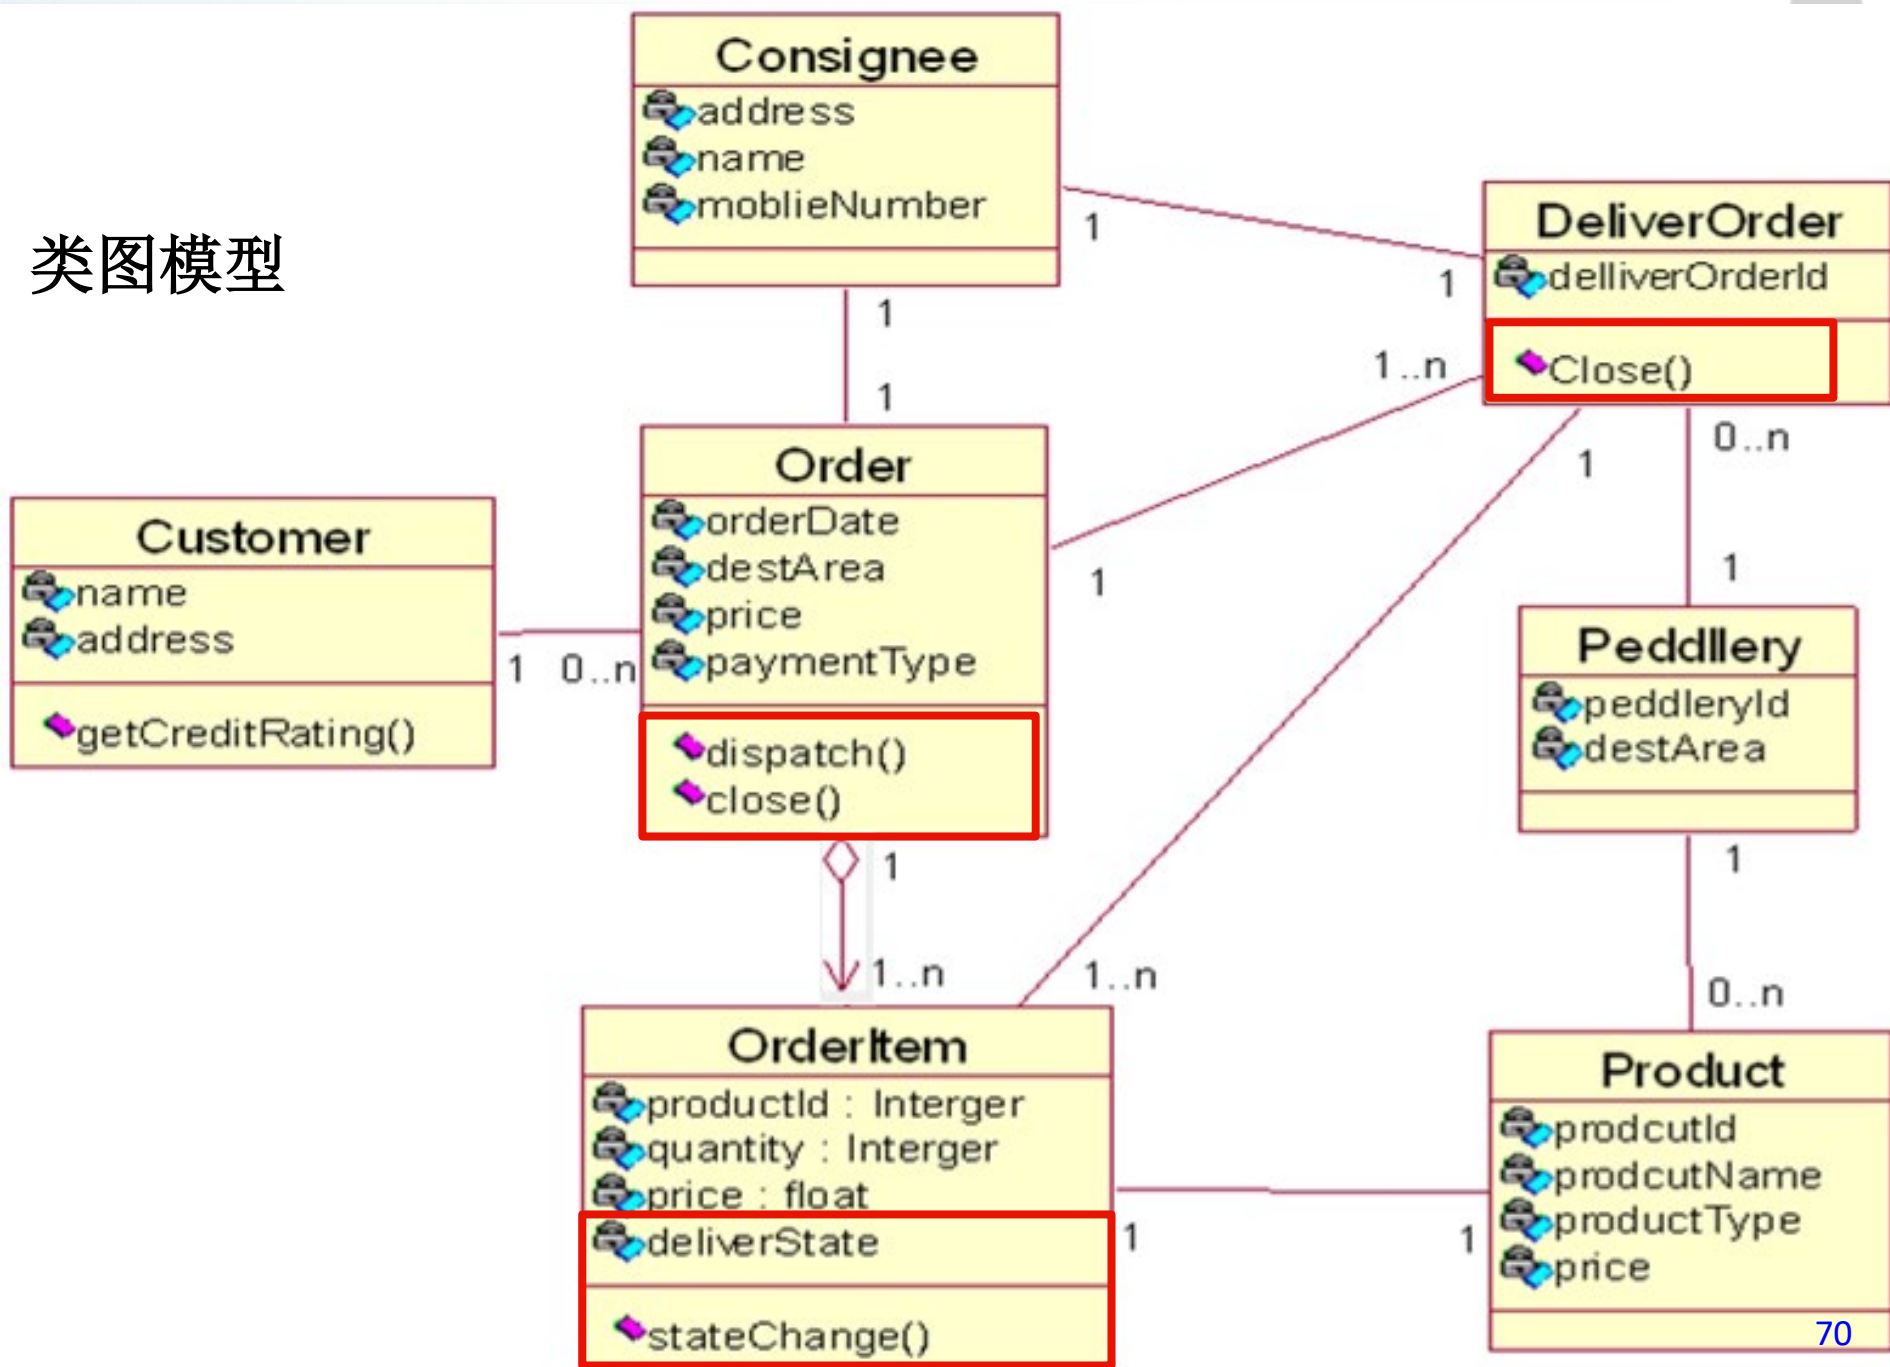 类图模型
Consignee
address
name
moblieNumber
1
1
DeliverOrder
delliverOrderId
Close()
1
1
1..n
1
0..n
1
1
1..n
Order
orderDate
destArea
price
paymentType
dispatch()
close()
Customer
name
address
getCreditRating()
1
0..n
Peddllery
peddleryId
destArea
1
0..n
1
1..n
OrderItem
productId : Interger
quantity : Interger
price : float
deliverState
stateChange()
1
1
Product
prodcutId
prodcutName
productType
price
70